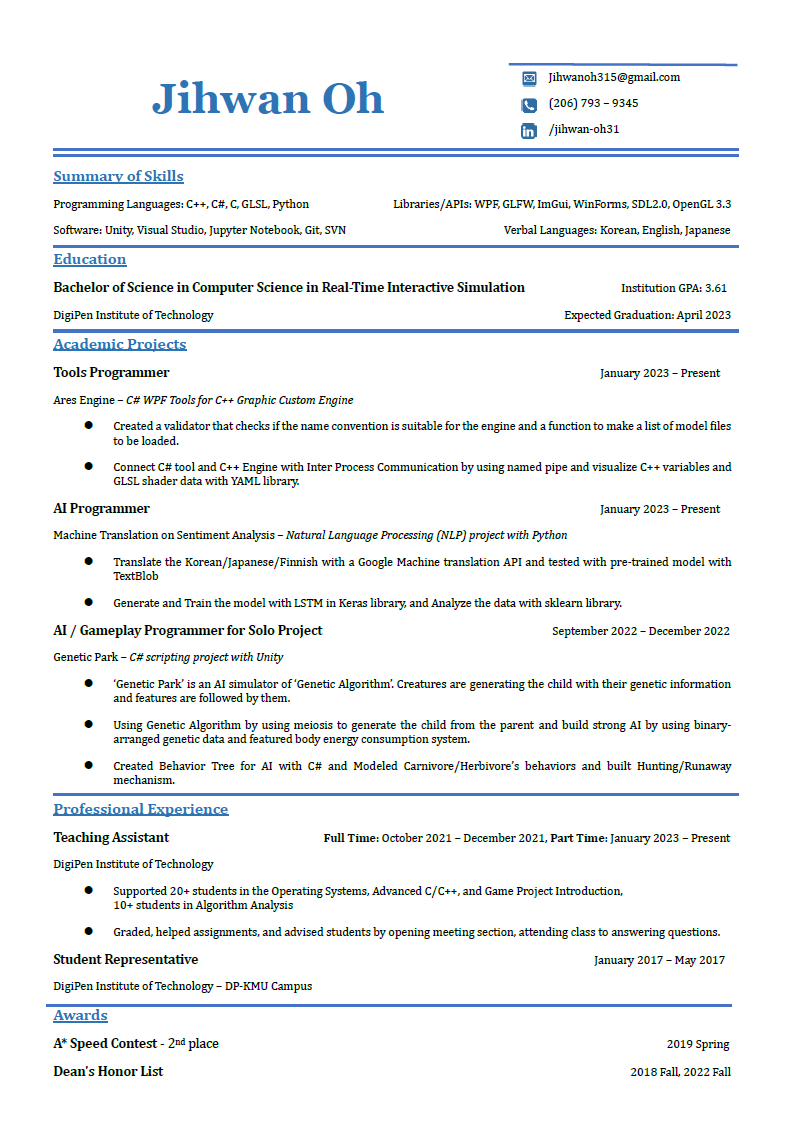 Jihwan Oh
Jihwanoh315@gmail.com
(206) 793 – 9345
/jihwan-oh31
Summary of Skills
Programming Languages: C++, C#, C, GLSL, Python Libraries/APIs: WPF, GLFW, ImGui, WinForms, SDL2.0, OpenGL 3.3
Software: Unity, Visual Studio, Jupyter Notebook, Git, SVN Verbal Languages: Korean, English, Japanese
Education
Bachelor of Science in Computer Science in Real-Time Interactive Simulation Institution GPA: 3.61
DigiPen Institute of Technology Expected Graduation: April 2023
Academic Projects
Tools Programmer January 2023 – Present
Ares Engine – C# WPF Tools for C++ Graphic Custom Engine
● Created a validator that checks if the name convention is suitable for the engine and a function to make a list of model files
to be loaded.
● Connect C# tool and C++ Engine with Inter Process Communication by using named pipe and visualize C++ variables and
GLSL shader data with YAML library.
AI Programmer January 2023 – Present
Machine Translation on Sentiment Analysis – Natural Language Processing (NLP) project with Python
● Translate the Korean/Japanese/Finnish with a Google Machine translation API and tested with pre-trained model with
TextBlob
● Generate and Train the model with LSTM in Keras library, and Analyze the data with sklearn library.
AI / Gameplay Programmer for Solo Project September 2022 – December 2022
Genetic Park – C# scripting project with Unity
● ‘Genetic Park’ is an AI simulator of ‘Genetic Algorithm’. Creatures are generating the child with their genetic information
and features are followed by them.
● Using Genetic Algorithm by using meiosis to generate the child from the parent and build strong AI by using binary-
arranged genetic data and featured body energy consumption system.
● Created Behavior Tree for AI with C# and Modeled Carnivore/Herbivore’s behaviors and built Hunting/Runaway
mechanism.
Professional Experience
Teaching Assistant Full Time: October 2021 – December 2021, Part Time: January 2023 – Present
DigiPen Institute of Technology
● Supported 20+ students in the Operating Systems, Advanced C/C++, and Game Project Introduction,
10+ students in Algorithm Analysis
● Graded, helped assignments, and advised students by opening meeting section, attending class to answering questions.
Student Representative January 2017 – May 2017
DigiPen Institute of Technology – DP-KMU Campus
Awards
A* Speed Contest - 2nd place 2019 Spring
Dean's Honor List 2018 Fall, 2022 Fall